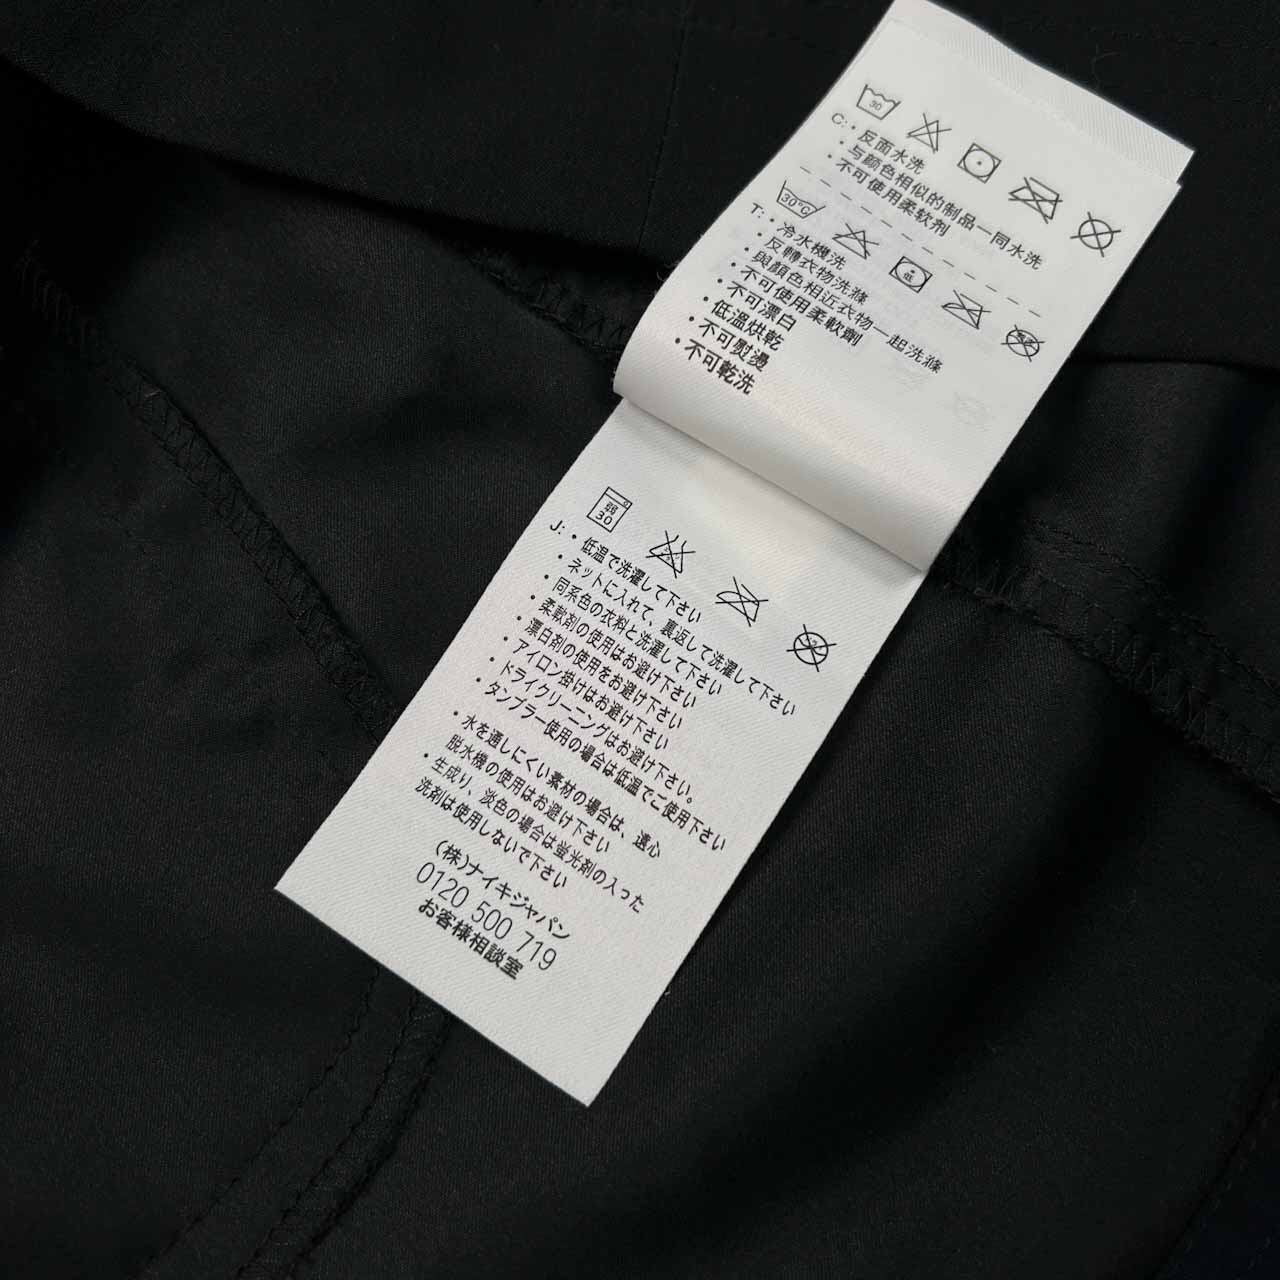 30
C: · 反面水洗
· 与颜色相似的制品一同水洗
· 不可使用柔软剂
30°C
T: · 冷水機洗
· 反轉衣物洗滌
· 與顏色相近衣物一起洗滌
· 不可使用柔軟劑
· 不可漂白
· 低溫烘乾
· 不可熨燙
· 不可乾洗
弱
30
J: · 低温で洗濯して下さい
· ネットに入れて、裏返して洗濯して下さい
· 同系色の衣料と洗濯して下さい
· 柔軟剤の使用はお避け下さい
· 漂白剤の使用をお避け下さい
· アイロン掛けはお避け下さい
· ドライクリーニングはお避け下さい。
· タンブラー使用の場合は低温でご使用下さい
· 水を通しにくい素材の場合は、遠心
脱水機の使用はお避け下さい
· 生成り、淡色の場合は蛍光剤の入った
洗剤は使用しないで下さい
(株)ナイキジャパン
0120 500 719
お客様相談室